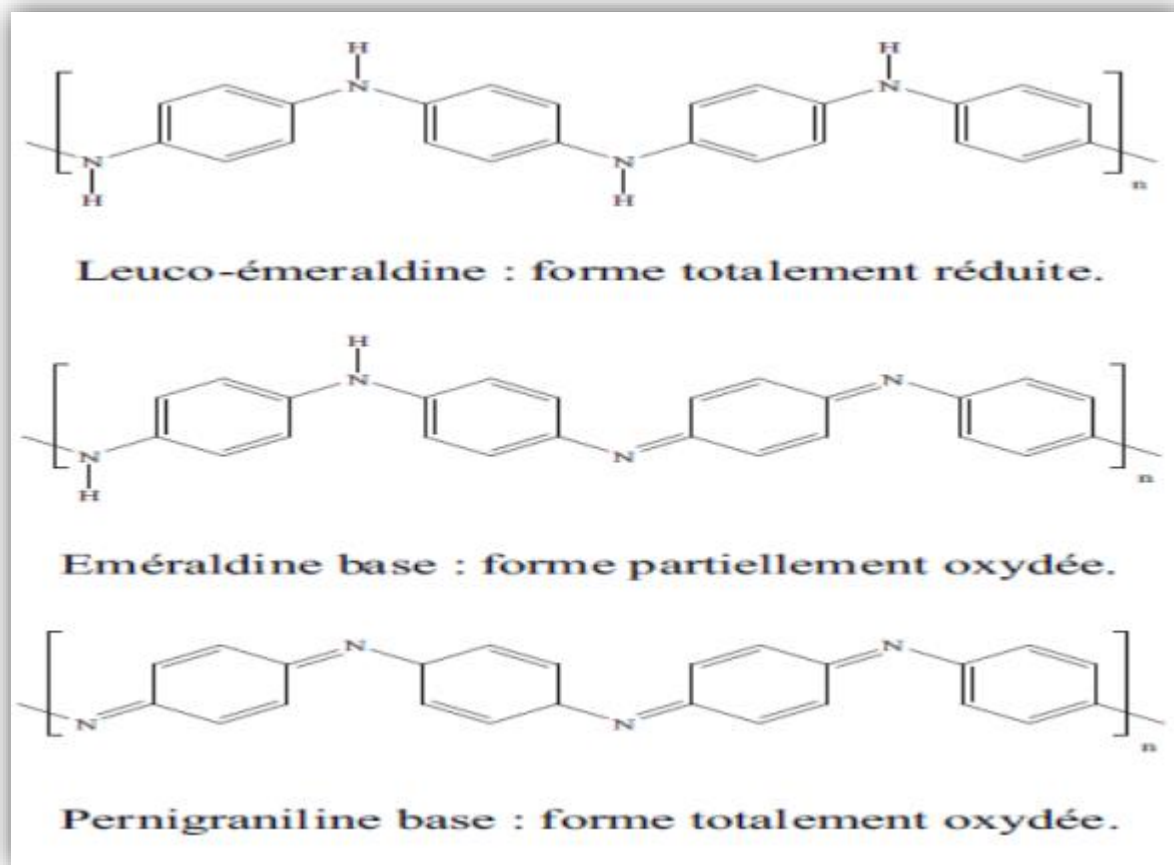 H H
N N
N N
H H
n
Leuco-émeraldine : forme totalement réduite.
H
N N
N N
H
n
Eméraldine base : forme partiellement oxydée.
N N
N N
n
Pernigraniline base : forme totalement oxydée.